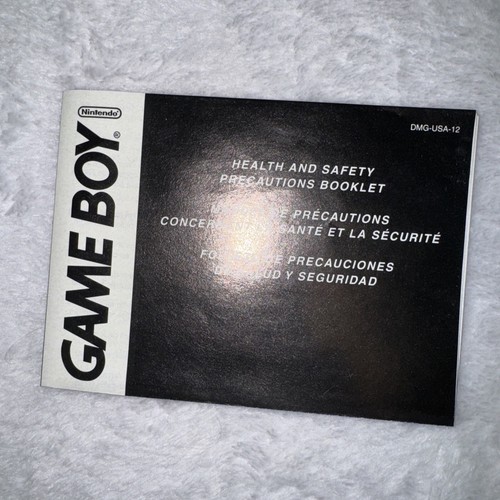 Nintendo
GAME BOY®
DMG-USA-12
HEALTH AND SAFETY
PRECAUTIONS BOOKLET
PRÉCAUTIONS
SANTÉ ET LA SÉCURITÉ
PRECAUCIONES
Y SEGURIDAD